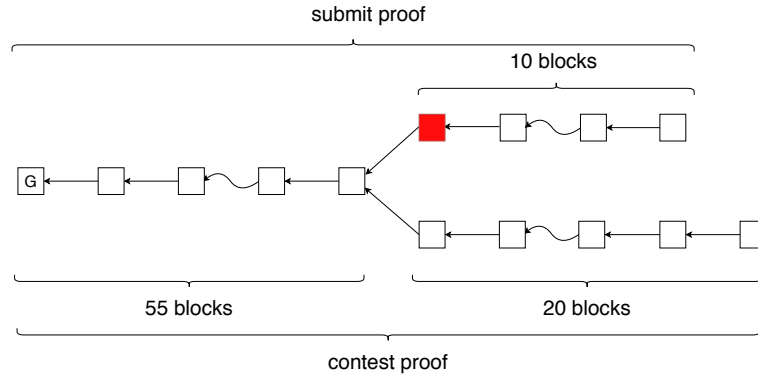 submit proof
10 blocks
G
55 blocks
20 blocks
contest proof